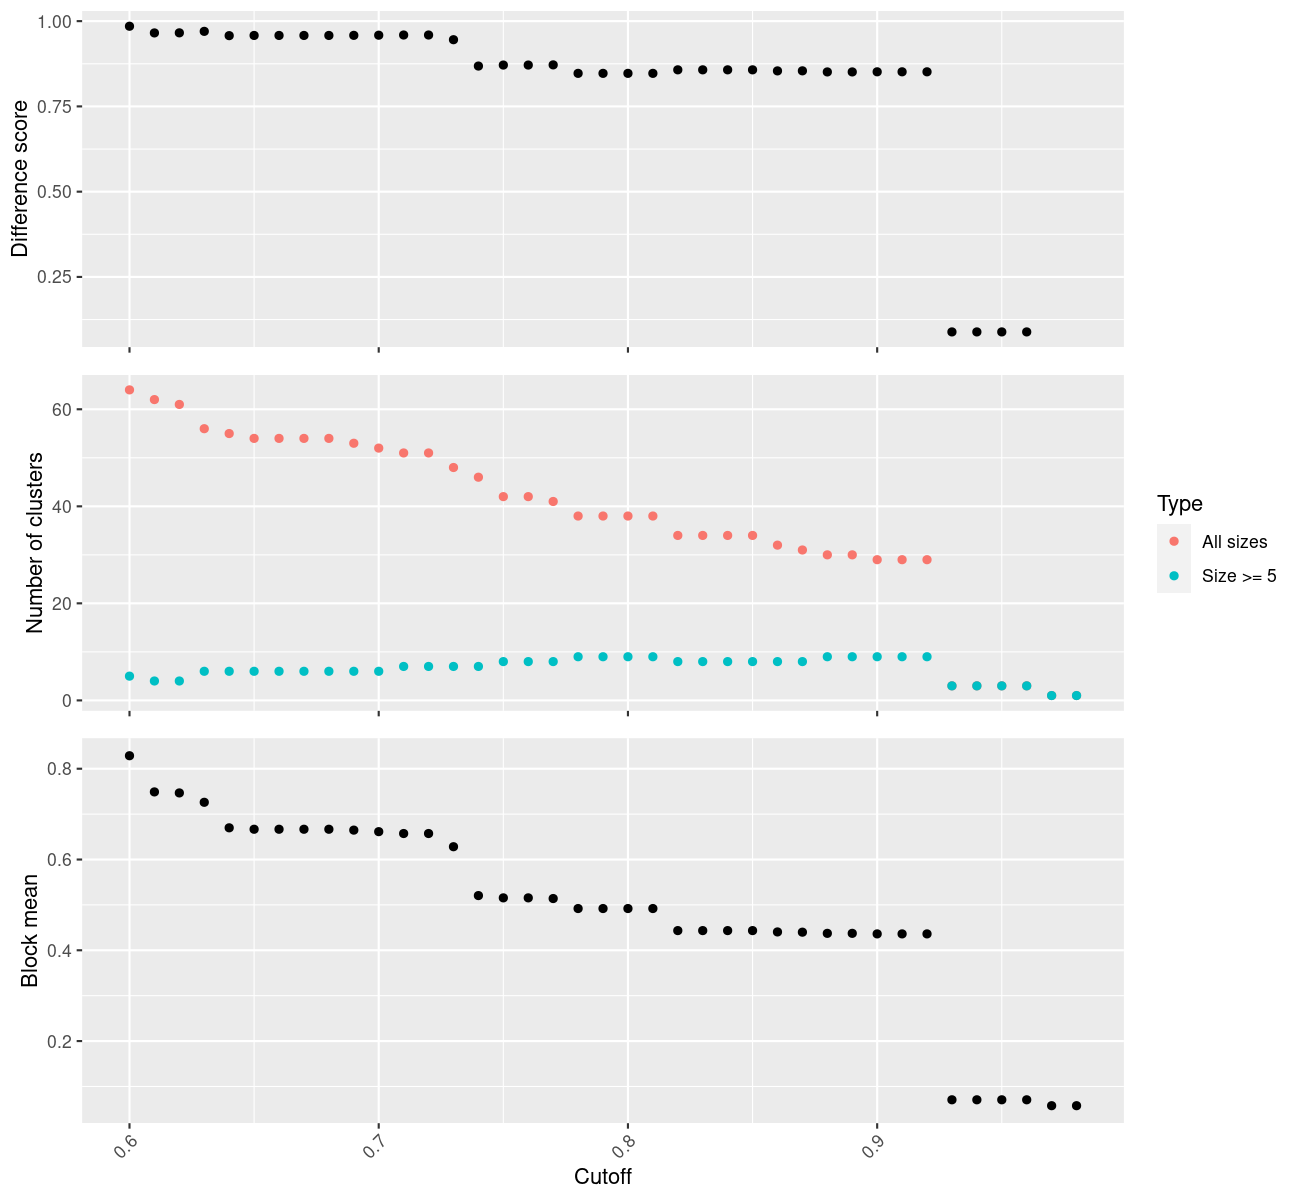 Difference score
1.00
0.75
0.50
0.25
Number of clusters
60
40
20
0
Type
All sizes
Size >= 5
Block mean
0.8
0.6
0.4
0.2
0.6 0.7 0.8 0.9
Cutoff